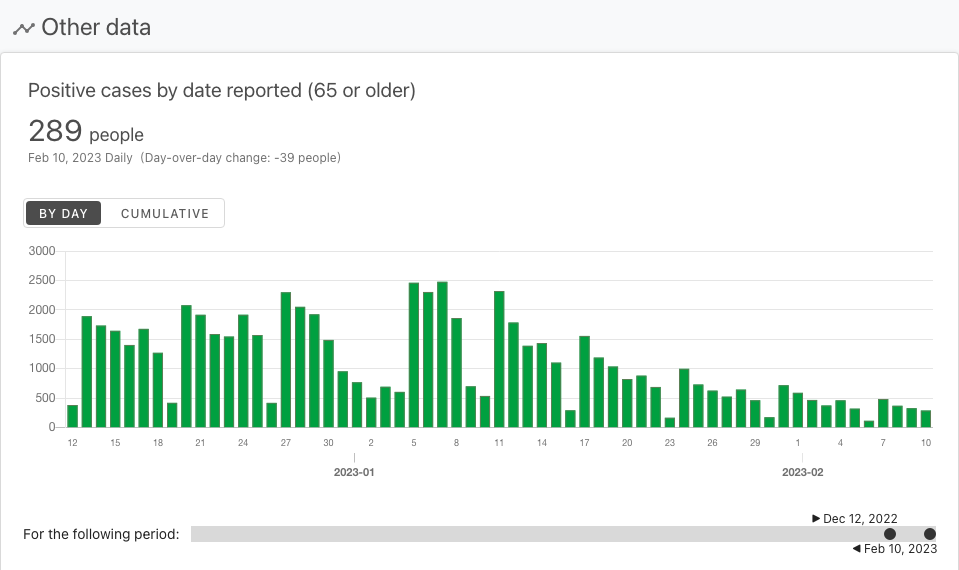 Other data
Positive cases by date reported (65 or older)
289 people
Feb 10, 2023 Daily (Day-over-day change: -39 people)
BY DAY CUMULATIVE
3000
2500
2000
1500
1000
500
0
12 15 18 21 24 27 30 2 5 8 11 14 17 20 23 26 29 1 4 7 10
2023-01 2023-02
▶ Dec 12, 2022
For the following period:
◀ Feb 10, 2023